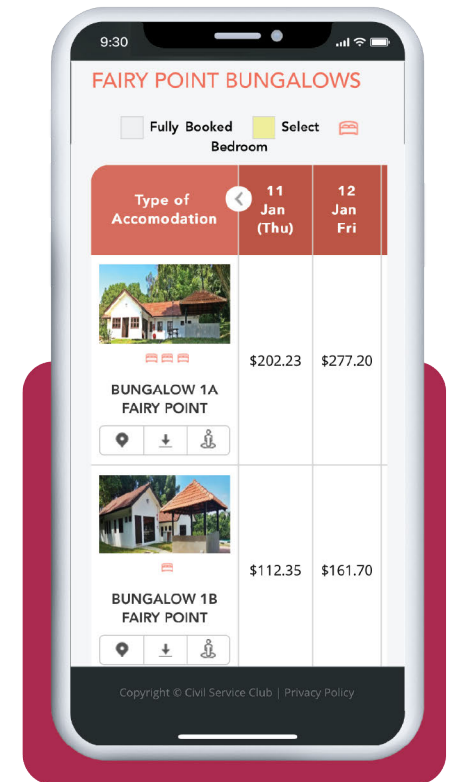 9:30
FAIRY POINT BUNGALOWS
Fully Booked Select
Bedroom
Type of
Accomodation
11
Jan
(Thu)
12
Jan
Fri
$202.23 $277.20
BUNGALOW 1A
FAIRY POINT
$112.35 $161.70
BUNGALOW 1B
FAIRY POINT
Copyright © Civil Service Club | Privacy Policy